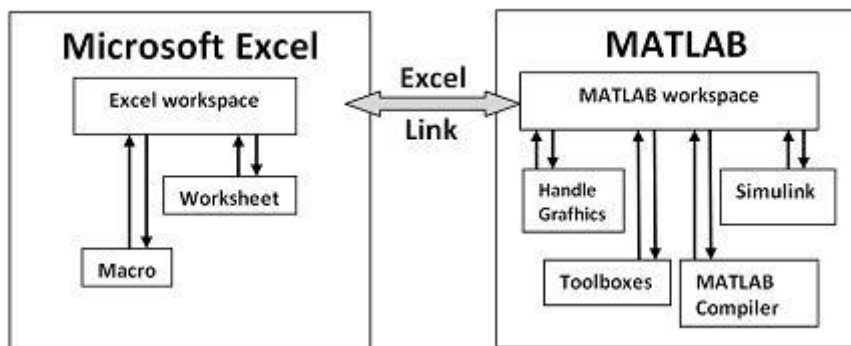 Microsoft Excel
Excel workspace
Worksheet
Macro
Excel
Link
MATLAB
MATLAB workspace
Handle
Grafhics
Simulink
Toolboxes
MATLAB
Compiler